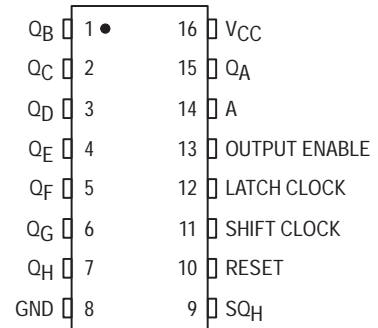 QB 1 16 VCC
QC 2 15 QA
QD 3 14 A
QE 4 13 OUTPUT ENABLE
QF 5 12 LATCH CLOCK
QG 6 11 SHIFT CLOCK
QH 7 10 RESET
GND 8 9 SQH